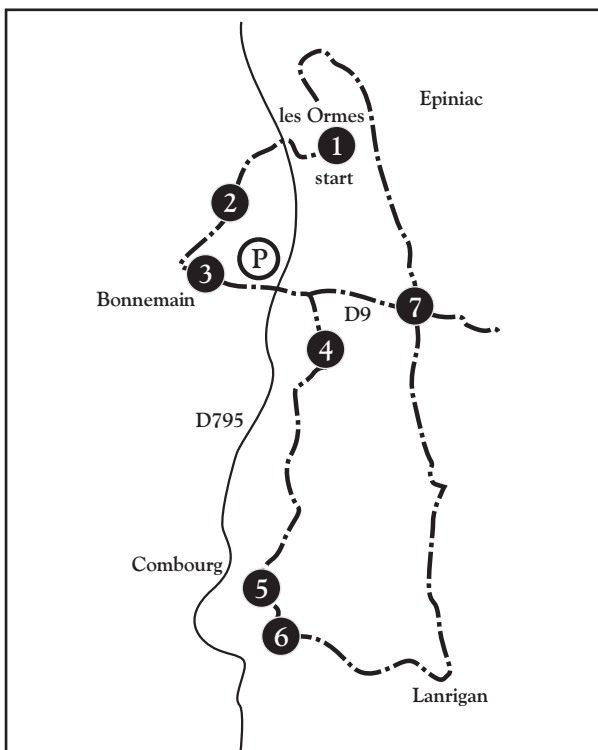 Epiniac
les Ormes
1
start
2
P
3
Bonnemain
7
D9
4
D795
Combourg
5
6
Lanrigan